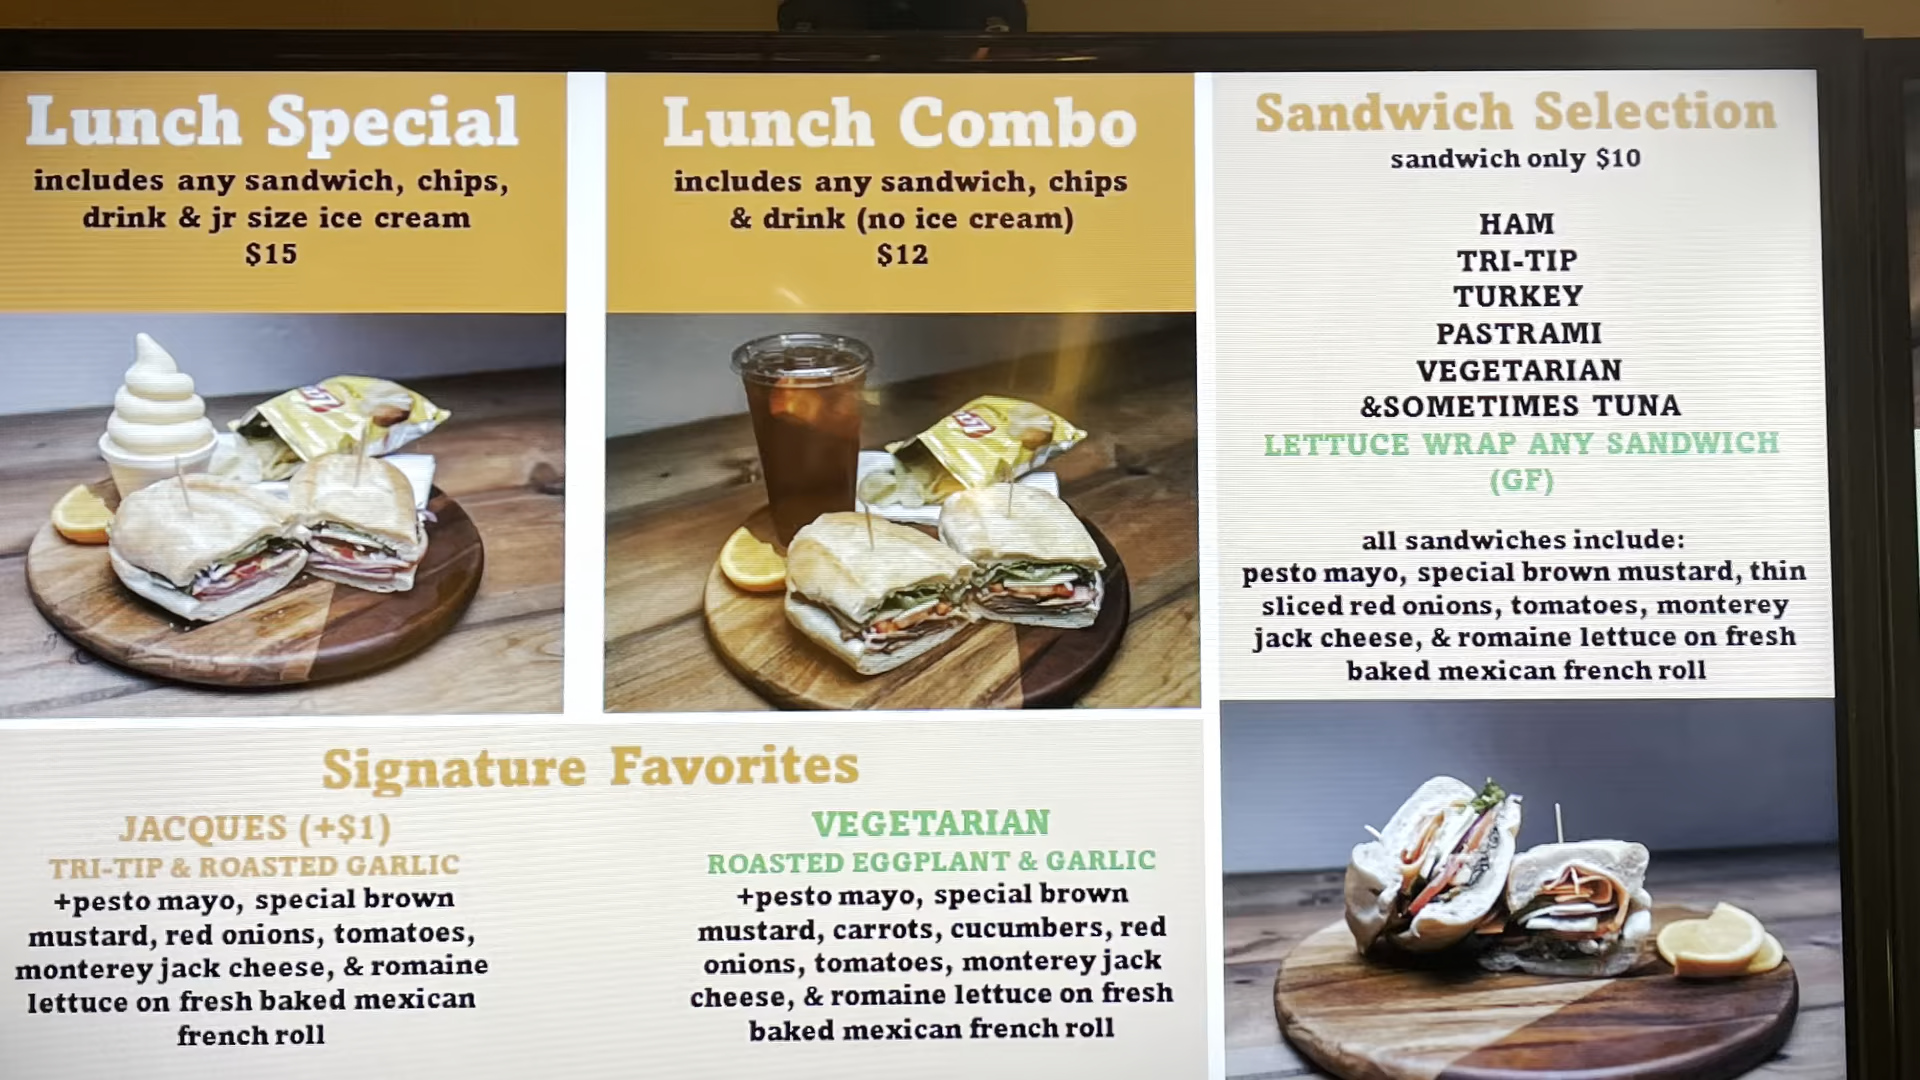 Lunch Special
includes any sandwich, chips,
drink & jr size ice cream
$15
Lunch Combo
includes any sandwich, chips
& drink (no ice cream)
$12
Sandwich Selection
sandwich only $10
HAM
TRI-TIP
TURKEY
PASTRAMI
VEGETARIAN
&SOMETIMES TUNA
LETTUCE WRAP ANY SANDWICH
(GF)
all sandwiches include:
pesto mayo, special brown mustard, thin
sliced red onions, tomatoes, monterey
jack cheese, & romaine lettuce on fresh
baked mexican french roll
Signature Favorites
JACQUES (+$1)
TRI-TIP & ROASTED GARLIC
+pesto mayo, special brown
mustard, red onions, tomatoes,
monterey jack cheese, & romaine
lettuce on fresh baked mexican
french roll
VEGETARIAN
ROASTED EGGPLANT & GARLIC
+pesto mayo, special brown
mustard, carrots, cucumbers, red
onions, tomatoes, monterey jack
cheese, & romaine lettuce on fresh
baked mexican french roll